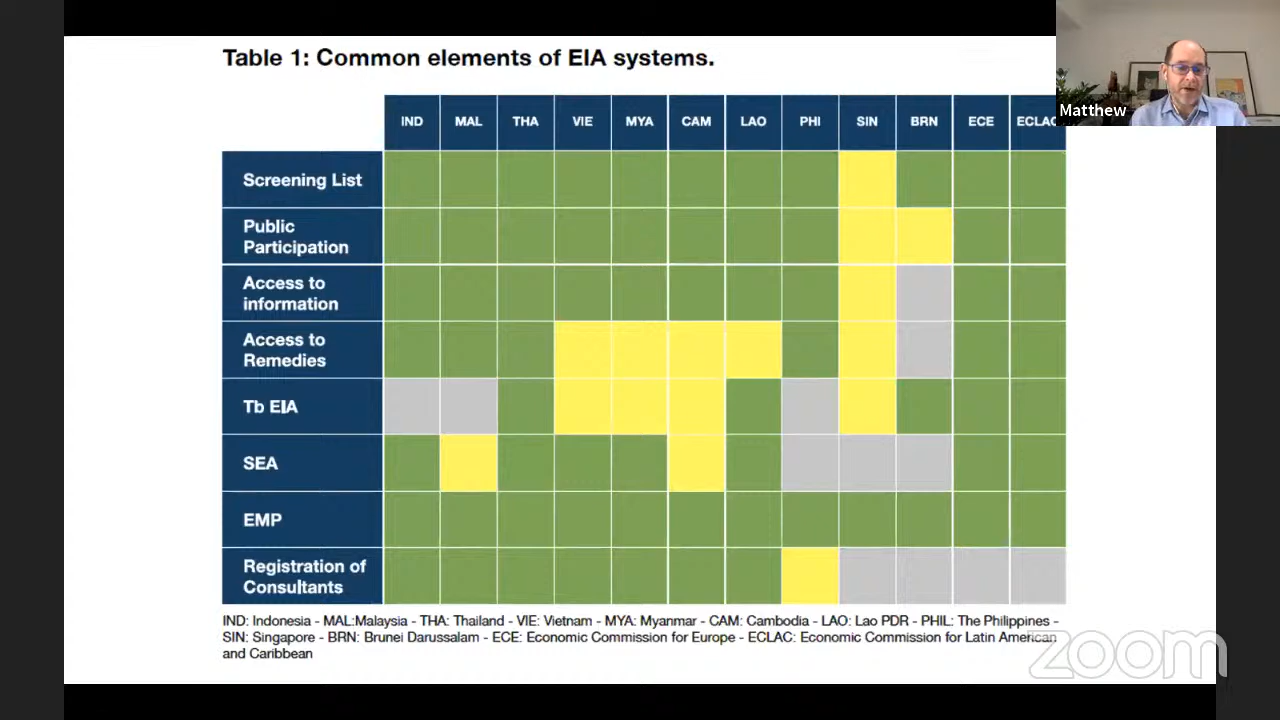 Table 1: Common elements of EIA systems.
IND MAL THA VIE MYA CAM LAO PHI SIN BRN ECE ECLAC
Matthew
Screening List
Public
Participation
Access to
information
Access to
Remedies
Tb EIA
SEA
EMP
Registration of
Consultants
IND: Indonesia - MAL:Malaysia - THA: Thailand - VIE: Vietnam - MYA: Myanmar - CAM: Cambodia - LAO: Lao PDR - PHIL: The Philippines -
SIN: Singapore - BRN: Brunei Darussalam - ECE: Economic Commission for Europe - ECLAC: Economic Commission for Latin American
and Caribbean
zoom